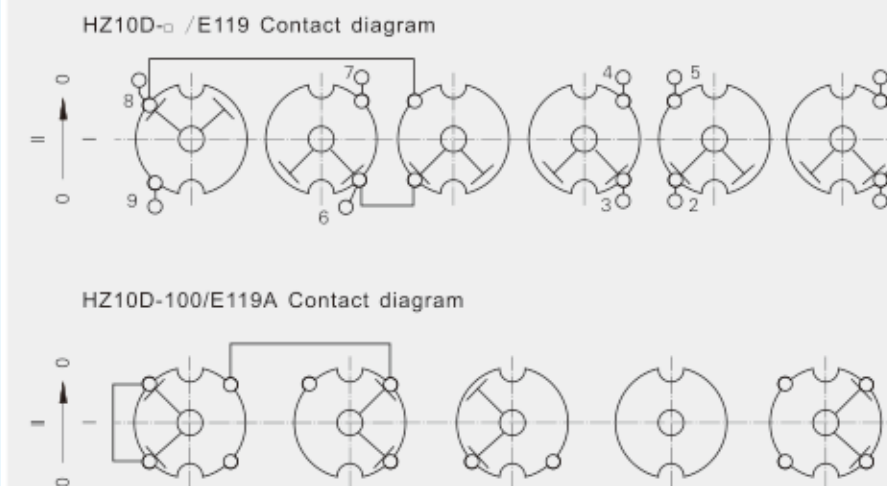 HZ10D-□ /E119 Contact diagram
0
7
4
5
8
II
I
0
9
6
3
2
HZ10D-100/E119A Contact diagram
0
II
I
0